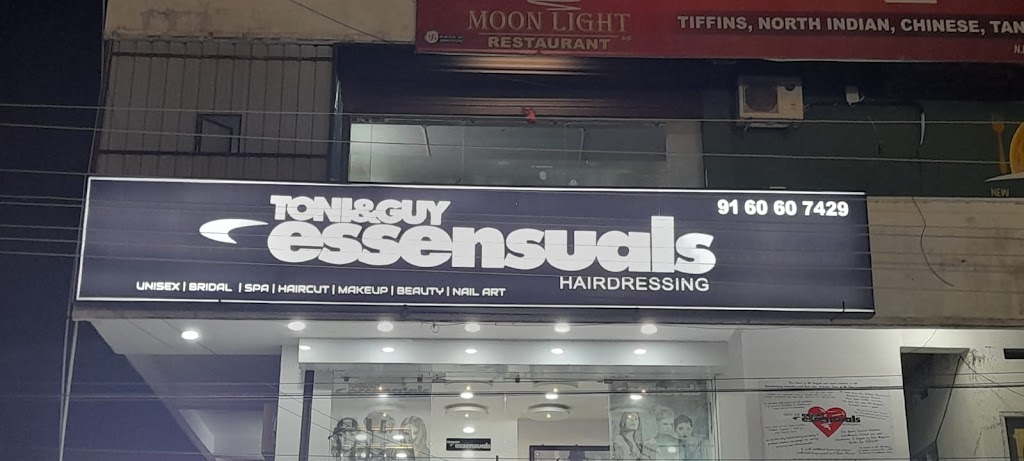 MOON LIGHT
RESTAURANT
TIFFINS, NORTH INDIAN, CHINESE, TAN
TONI&GUY
essensuals
HAIRDRESSING
91 60 60 7429
UNISEX | BRIDAL | SPA | HAIRCUT | MAKEUP | BEAUTY | NAIL ART
NEW
essensuals
essensuals